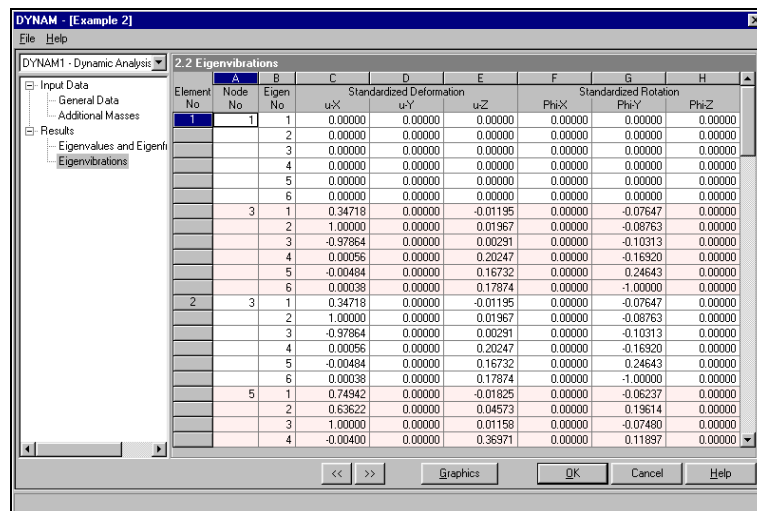 DYNAM - [Example 2]
File Help
DYNAM1 - Dynamic Analysis
Input Data
General Data
Additional Masses
Results
Eigenvalues and Eigenfr
Eigenvibrations
2.2 Eigenvibrations
A B C D E F G H
Element Node Eigen Standardized Deformation Standardized Rotation
No No No u-X u-Y u-Z Phi-X Phi-Y Phi-Z
1 1 1 0.00000 0.00000 0.00000 0.00000 0.00000 0.00000
2 0.00000 0.00000 0.00000 0.00000 0.00000 0.00000
3 0.00000 0.00000 0.00000 0.00000 0.00000 0.00000
4 0.00000 0.00000 0.00000 0.00000 0.00000 0.00000
5 0.00000 0.00000 0.00000 0.00000 0.00000 0.00000
6 0.00000 0.00000 0.00000 0.00000 0.00000 0.00000
3 1 0.34718 0.00000 -0.01195 0.00000 -0.07647 0.00000
2 1.00000 0.00000 0.01967 0.00000 -0.08763 0.00000
3 -0.97864 0.00000 0.00291 0.00000 -0.10313 0.00000
4 0.00056 0.00000 0.20247 0.00000 -0.16920 0.00000
5 -0.00484 0.00000 0.16732 0.00000 0.24643 0.00000
6 0.00038 0.00000 0.17874 0.00000 -1.00000 0.00000
2 3 1 0.34718 0.00000 -0.01195 0.00000 -0.07647 0.00000
2 1.00000 0.00000 0.01967 0.00000 -0.08763 0.00000
3 -0.97864 0.00000 0.00291 0.00000 -0.10313 0.00000
4 0.00056 0.00000 0.20247 0.00000 -0.16920 0.00000
5 -0.00484 0.00000 0.16732 0.00000 0.24643 0.00000
6 0.00038 0.00000 0.17874 0.00000 -1.00000 0.00000
5 1 0.74942 0.00000 -0.01825 0.00000 -0.06237 0.00000
2 0.63622 0.00000 0.04573 0.00000 0.19614 0.00000
3 1.00000 0.00000 0.01158 0.00000 -0.07480 0.00000
4 -0.00400 0.00000 0.36971 0.00000 0.11897 0.00000
<< >> Graphics OK Cancel Help